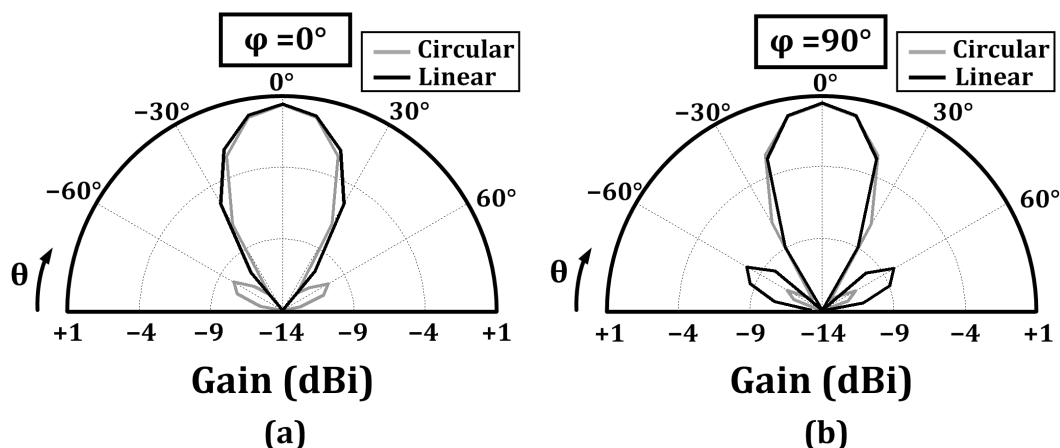 φ =0°
Circular
Linear
0°
−30°
30°
−60°
60°
θ
+1
−4
−9
−14
−9
−4
+1
Gain (dBi)
(a)
φ =90°
Circular
Linear
0°
−30°
30°
−60°
60°
θ
+1
−4
−9
−14
−9
−4
+1
Gain (dBi)
(b)